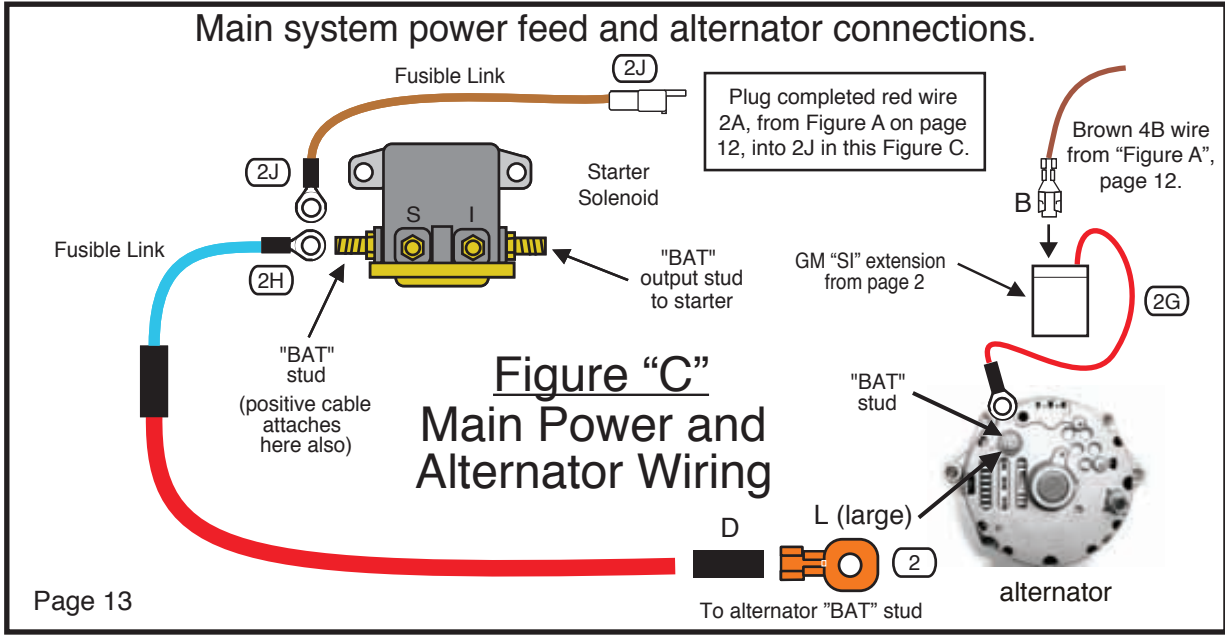 Main system power feed and alternator connections.
Fusible Link
2J
Plug completed red wire
2A, from Figure A on page
12, into 2J in this Figure C.
Brown 4B wire
from “Figure A”,
page 12.
B
2J
Starter
Solenoid
S
I
Fusible Link
2H
"BAT"
output stud
to starter
GM “SI” extension
from page 2
2G
"BAT"
stud
(positive cable
attaches
here also)
Figure “C”
Main Power and
Alternator Wiring
"BAT"
stud
L (large)
D
2
To alternator "BAT" stud
alternator
Page 13